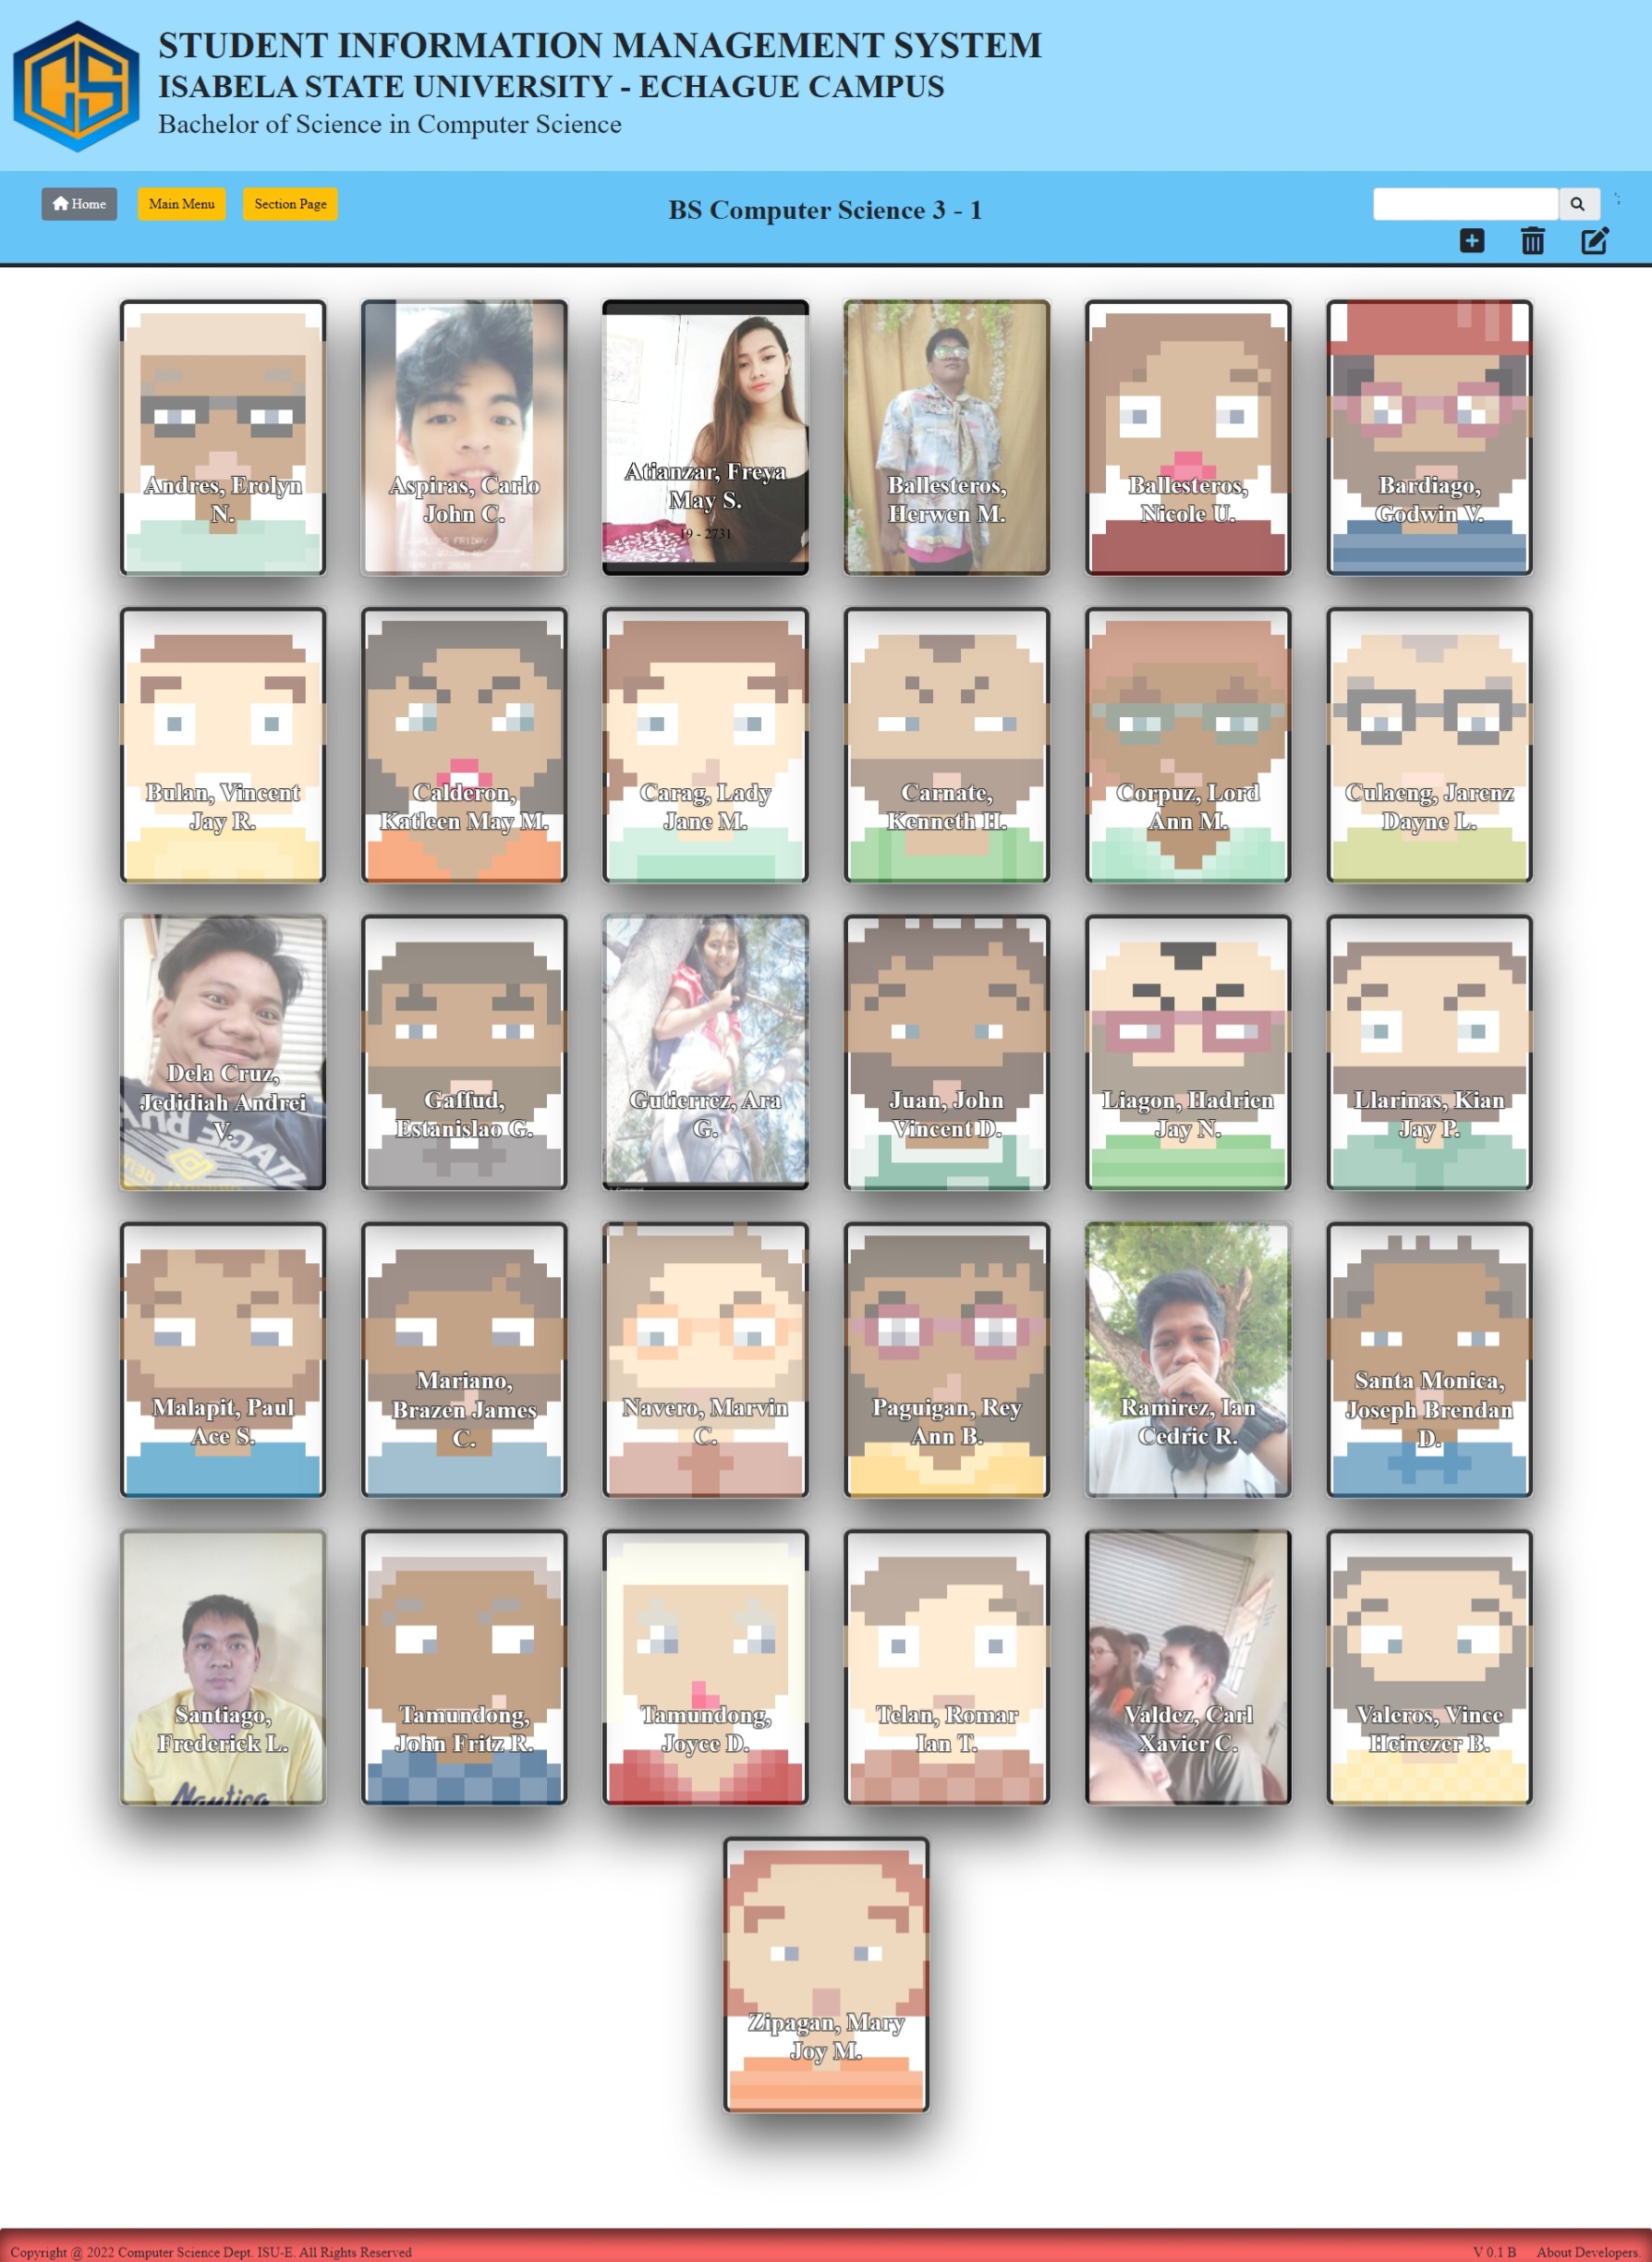 CS
STUDENT INFORMATION MANAGEMENT SYSTEM
ISABELA STATE UNIVERSITY - ECHAGUE CAMPUS
Bachelor of Science in Computer Science
Home
Main Menu
Section Page
BS Computer Science 3 - 1
Andres, Erolyn
N.
Aspiras, Carlo
John C.
Atianzar, Freya
May S.
19 - 2731
Ballesteros,
Herwen M.
Ballesteros,
Nicole U.
Bardiago,
Godwin V.
Bulan, Vincent
Jay R.
Calderon,
Katleen May M.
Carag, Lady
Jane M.
Carnate,
Kenneth H.
Corpuz, Lord
Ann M.
Culaeng, Jarenz
Dayne L.
Dela Cruz,
Jedidiah Andrei
V.
Gaffud,
Estanislao G.
Gutierrez, Ara
G.
Juan, John
Vincent D.
Liagon, Hadrien
Jay N.
Llarinas, Kian
Jay P.
Malapit, Paul
Ace S.
Mariano,
Brazen James
C.
Navero, Marvin
C.
Paguigan, Rey
Ann B.
Ramirez, Ian
Cedric R.
Santa Monica,
Joseph Brendan
D.
Santiago,
Frederick L.
Nautica
Tamundong,
John Fritz R.
Tamundong,
Joyce D.
Telan, Romar
Ian T.
Valdez, Carl
Xavier C.
Valeros, Vince
Heinezer B.
Zipagan, Mary
Joy M.
Copyright @ 2022 Computer Science Dept. ISU-E. All Rights Reserved
V 0.1 B
About Developers.